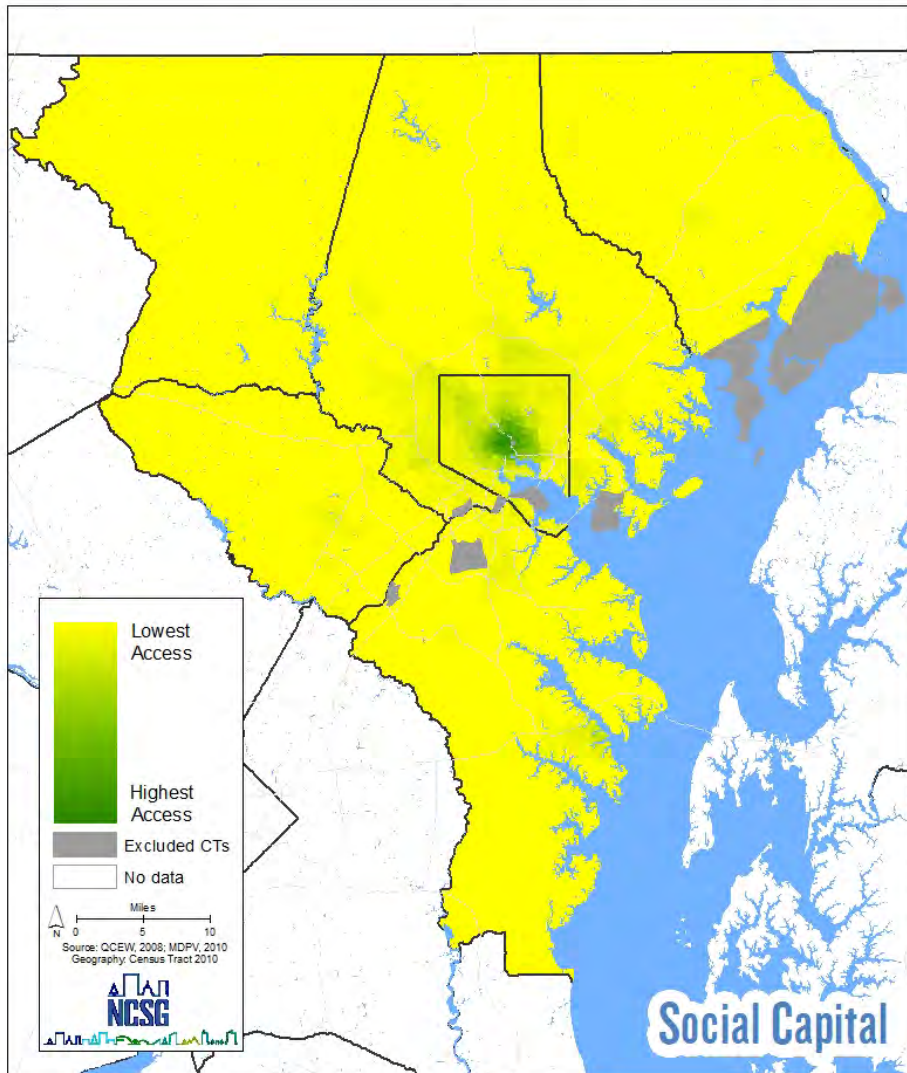 Lowest
Access
Highest
Access
Excluded CTs
No data
Miles
0 5 10
N
Source: QCEW, 2008; MDPV, 2010
Geography: Census Tract 2010
NCSG
Social Capital